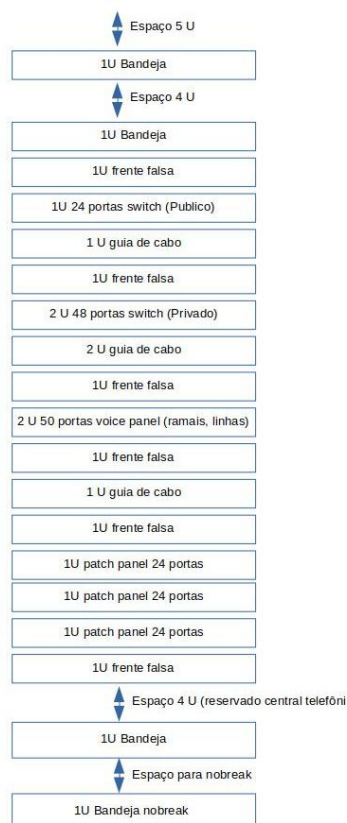 Espaço 5 U
1U Bandeja
Espaço 4 U
1U Bandeja
1U frente falsa
1U 24 portas switch (Publico)
1 U guia de cabo
1U frente falsa
2 U 48 portas switch (Privado)
2 U guia de cabo
1U frente falsa
2 U 50 portas voice panel (ramais, linhas)
1U frente falsa
1 U guia de cabo
1U frente falsa
1U patch panel 24 portas
1U patch panel 24 portas
1U patch panel 24 portas
1U frente falsa
Espaço 4 U (reservado central telefôni
1U Bandeja
Espaço para nobreak
1U Bandeja nobreak